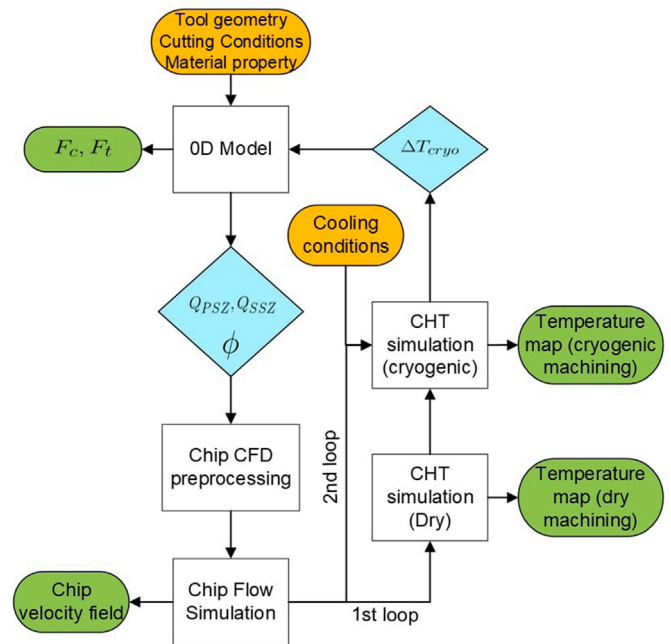 Tool geometry
Cutting Conditions
Material property
F_c, F_t
0D Model
ΔT_cryo
Cooling
conditions
Q_PSZ, Q_SSZ
ϕ
CHT
simulation
(cryogenic)
Temperature
map (cryogenic
machining)
Chip CFD
preprocessing
2nd loop
CHT
simulation
(Dry)
Temperature
map (dry
machining)
Chip
velocity field
Chip Flow
Simulation
1st loop